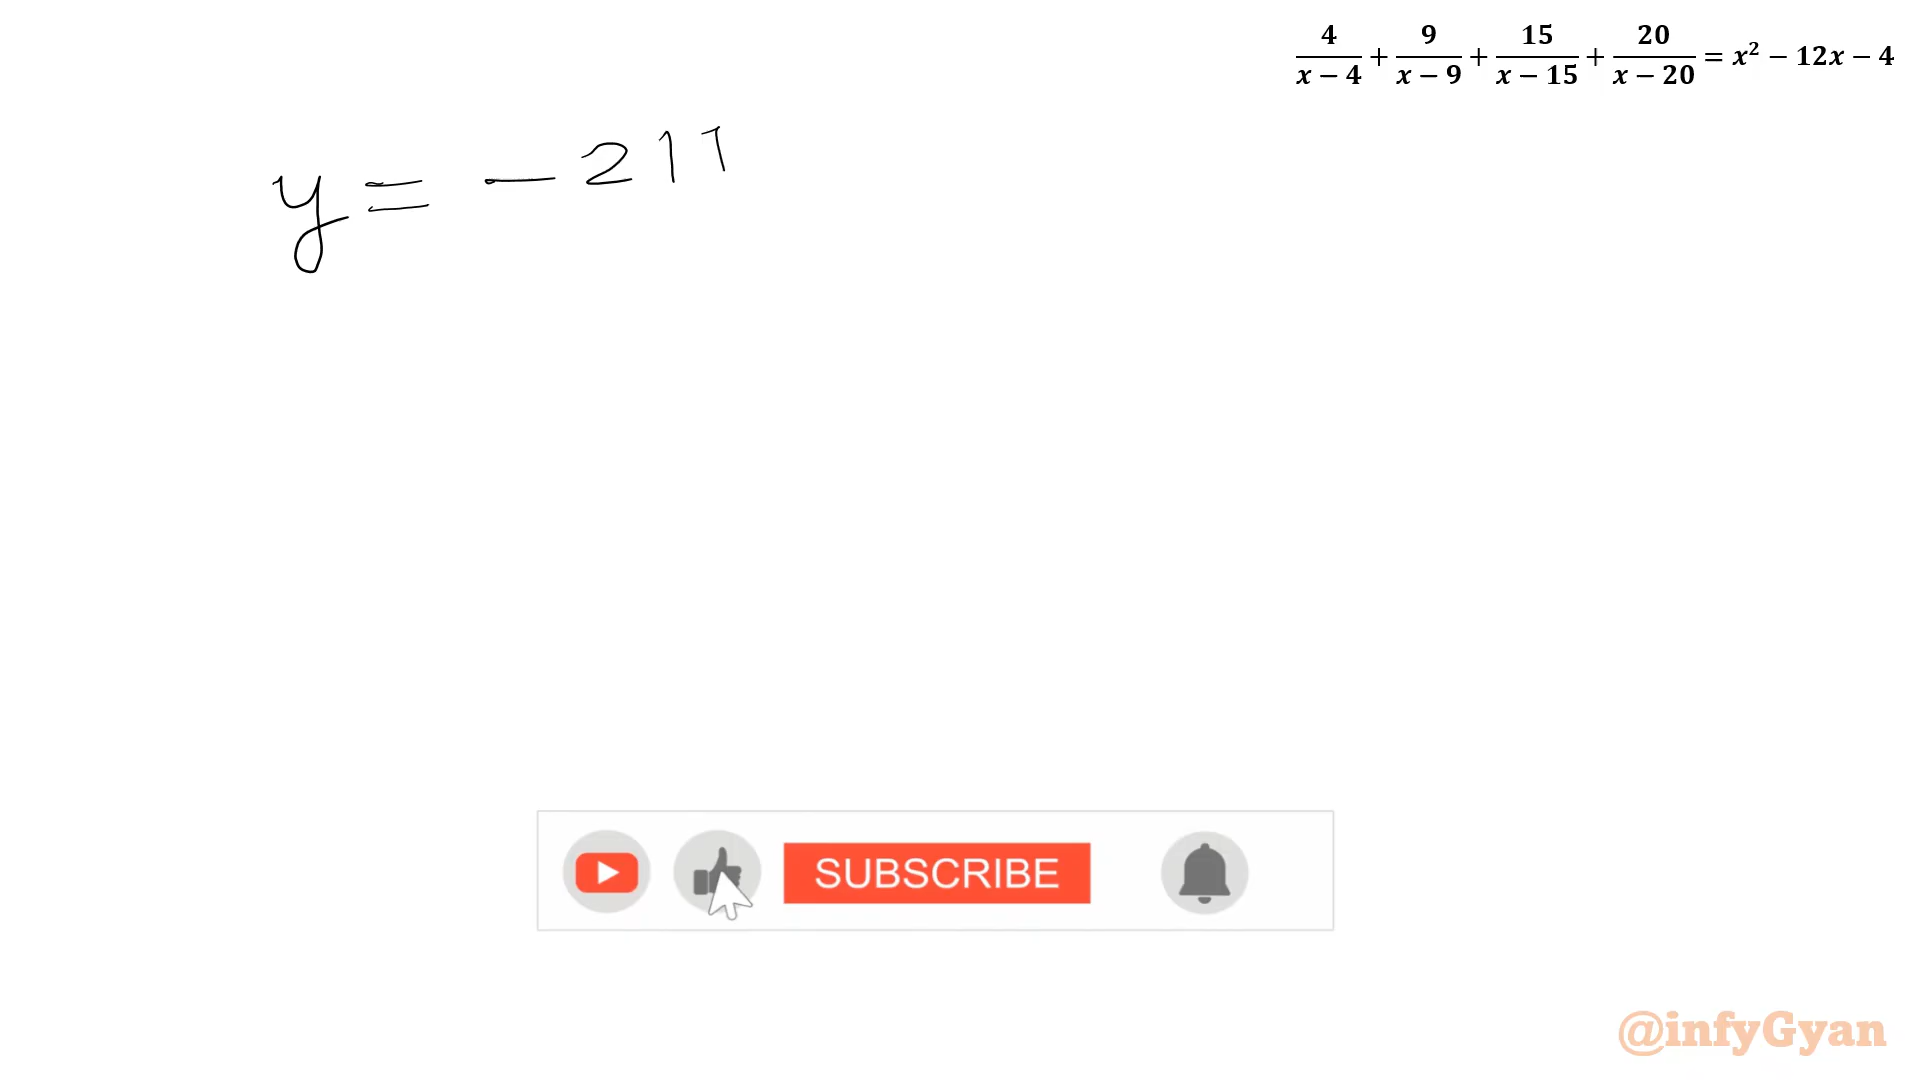 4/(x − 4) + 9/(x − 9) + 15/(x − 15) + 20/(x − 20) = x² − 12x − 4
y = − 211
SUBSCRIBE
@infyGyan